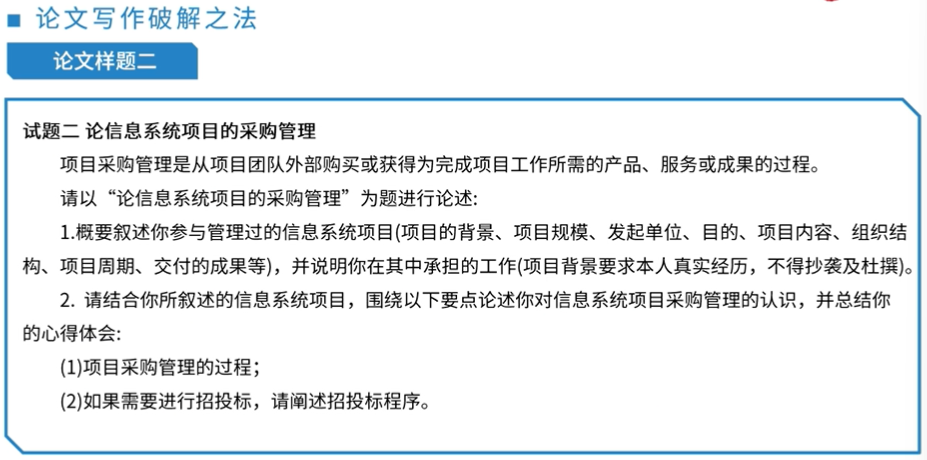 论文写作破解之法
论文样题二
试题二 论信息系统项目的采购管理
项目采购管理是从项目团队外部购买或获得为完成项目工作所需的产品、服务或成果的过程。
请以“论信息系统项目的采购管理”为题进行论述:
1.概要叙述你参与管理过的信息系统项目(项目的背景、项目规模、发起单位、目的、项目内容、组织结
构、项目周期、交付的成果等)，并说明你在其中承担的工作(项目背景要求本人真实经历，不得抄袭及杜撰)。
2. 请结合你所叙述的信息系统项目，围绕以下要点论述你对信息系统项目采购管理的认识，并总结你
的心得体会:
(1)项目采购管理的过程；
(2)如果需要进行招投标，请阐述招投标程序。